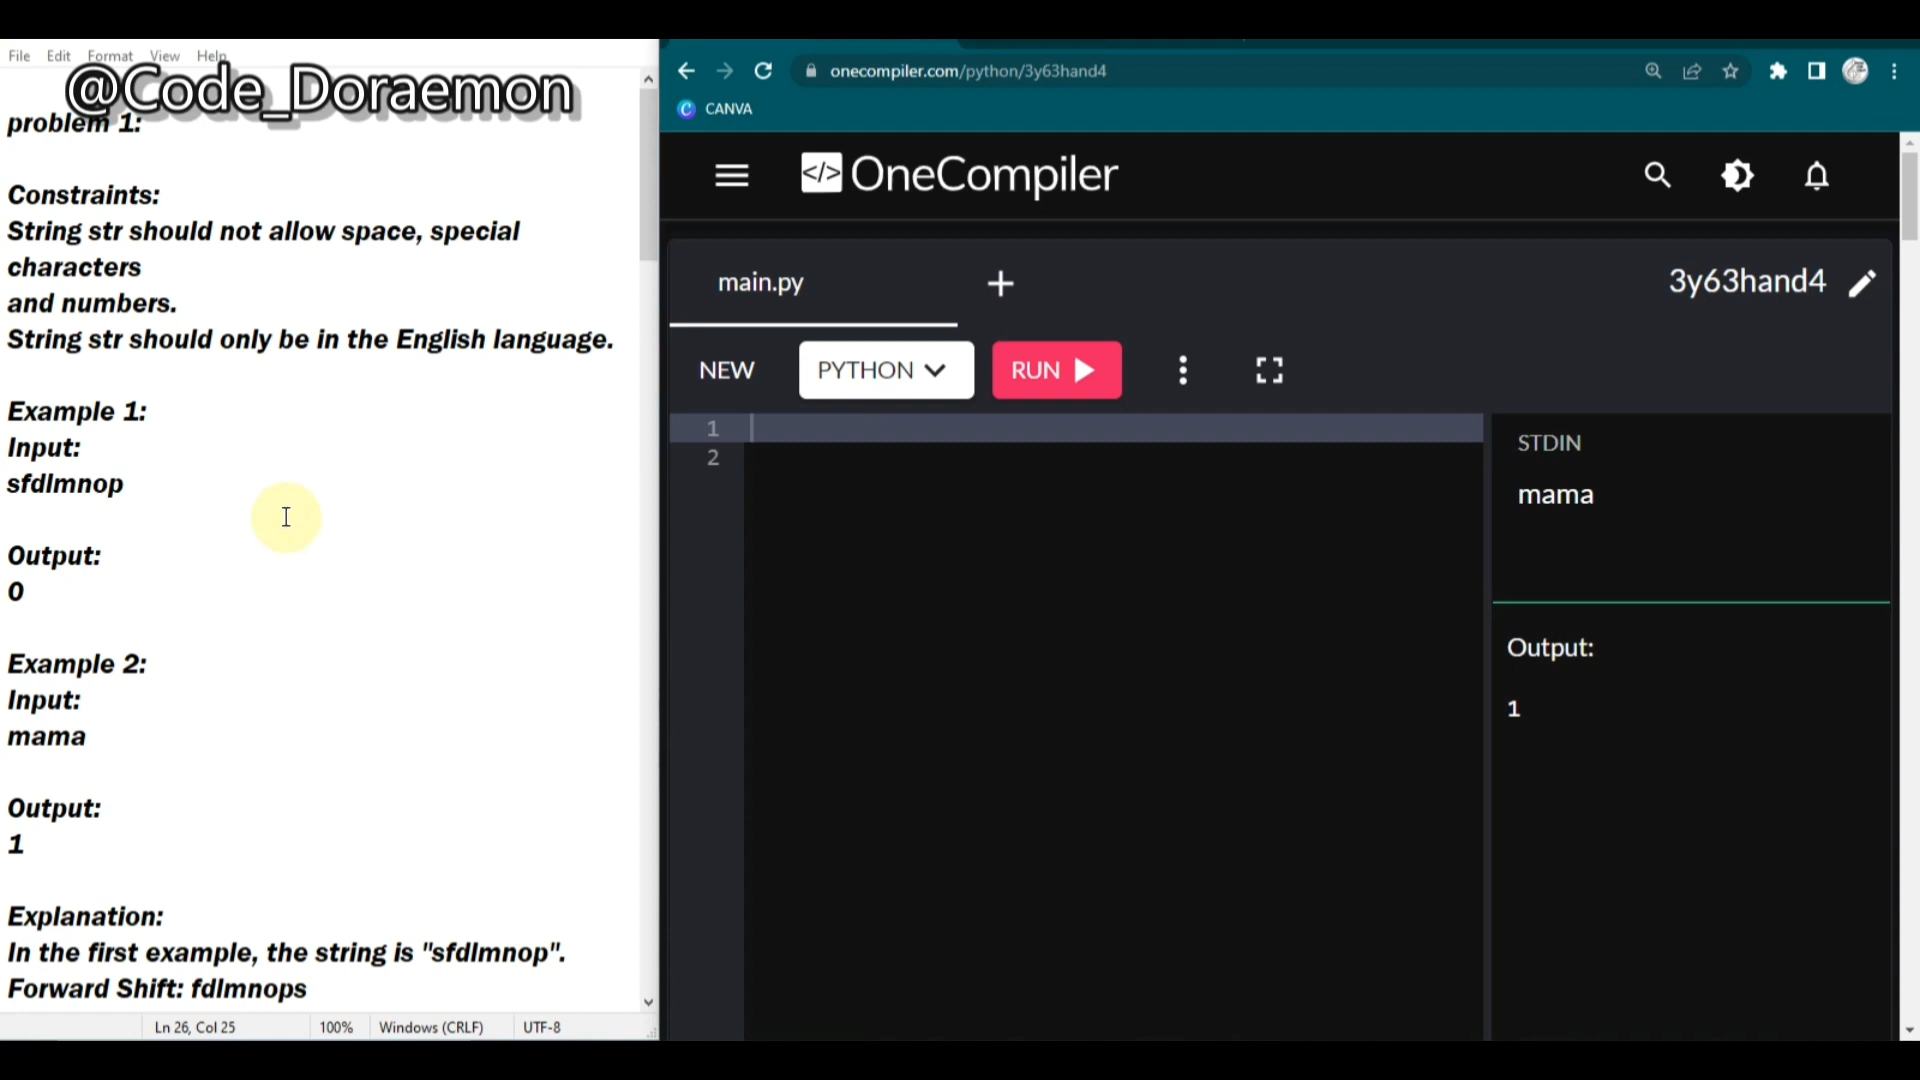 File Edit Format View Help
@Code_Doraemon
problem 1:
Constraints:
String str should not allow space, special
characters
and numbers.
String str should only be in the English language.
Example 1:
Input:
sfdlmnop
Output:
0
Example 2:
Input:
mama
Output:
1
Explanation:
In the first example, the string is "sfdlmnop".
Forward Shift: fdlmnops
Ln 26, Col 25 100% Windows (CRLF) UTF-8
onecompiler.com/python/3y63hand4
CANVA
</> OneCompiler
main.py + 3y63hand4
NEW PYTHON RUN
1
2
STDIN
mama
Output:
1